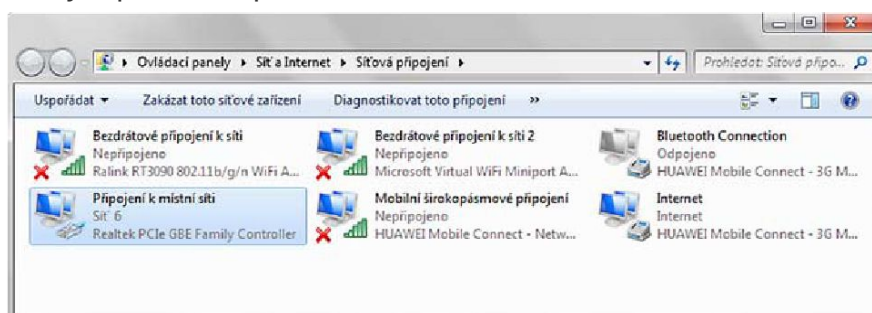 Ovládací panely ▸ Síť a Internet ▸ Síťová připojení ▸
Prohledat: Síťová připo...
Uspořádat Zakázat toto síťové zařízení Diagnostikovat toto připojení »
Bezdrátové připojení k síti
Nepřipojeno
Ralink RT3090 802.11b/g/n WiFi A...
Bezdrátové připojení k síti 2
Nepřipojeno
Microsoft Virtual WiFi Miniport A...
Bluetooth Connection
Odpojeno
HUAWEI Mobile Connect - 3G M...
Připojení k místní síti
Síť 6
Realtek PCIe GBE Family Controller
Mobilní širokopásmové připojení
Nepřipojeno
HUAWEI Mobile Connect - Netw...
Internet
Internet
HUAWEI Mobile Connect - 3G M...